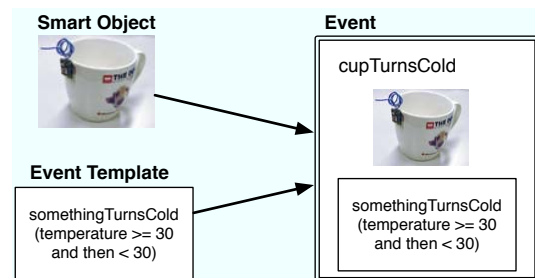 Smart Object
Event Template
somethingTurnsCold
(temperature >= 30
and then < 30)
Event
cupTurnsCold
somethingTurnsCold
(temperature >= 30
and then < 30)